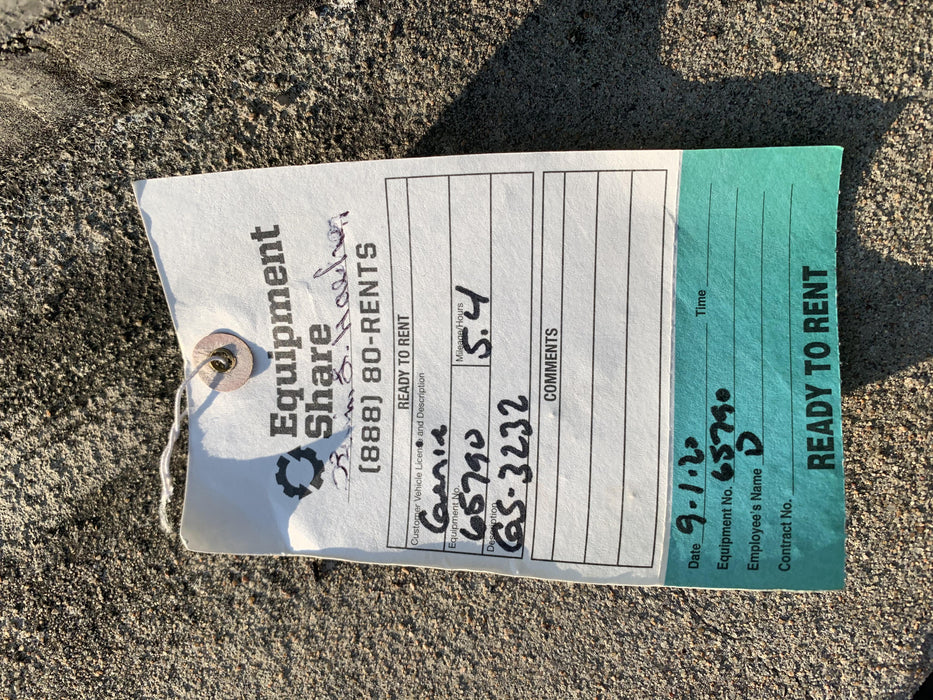 Equipment
Share
(888) 80-RENTS
READY TO RENT
Customer Vehicle License and Description
Genie
Equipment No. Mileage/Hours
65790 5.4
Description
GS-3232
COMMENTS
Date 9.1.20 Time
Equipment No. 65790
Employee's Name D
Contract No.
READY TO RENT